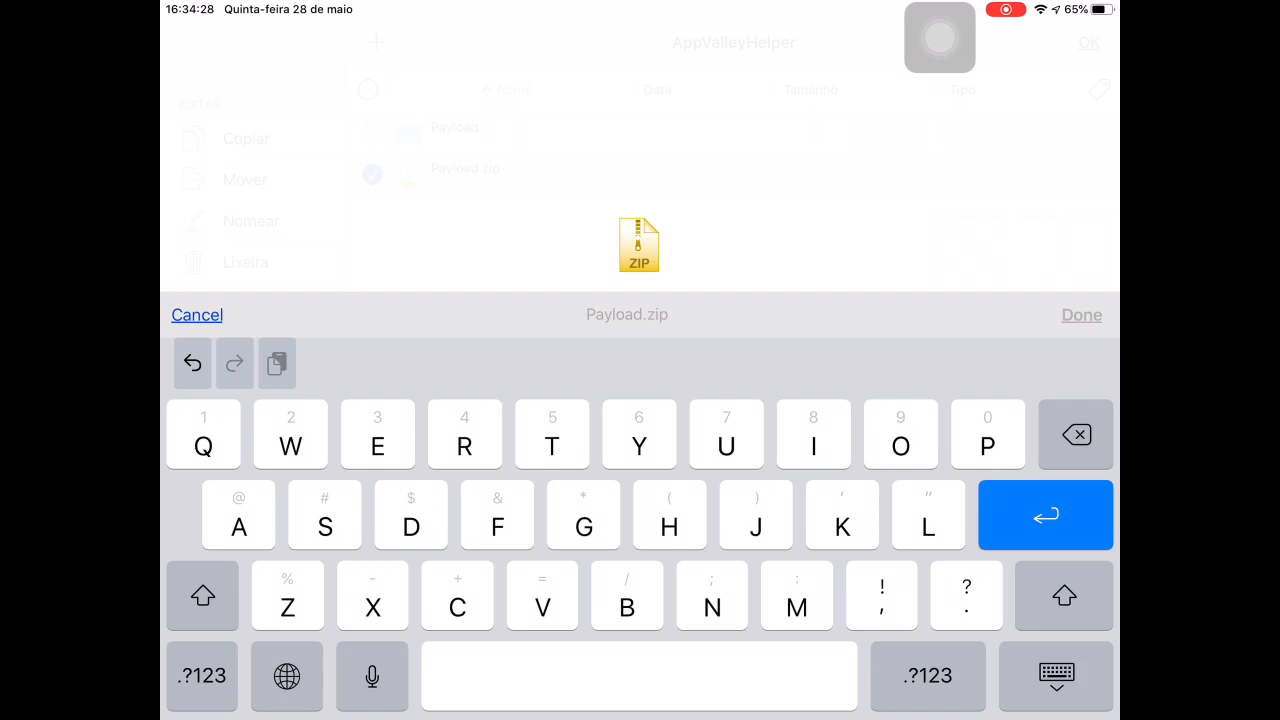 16:34:28 Quinta-feira 28 de maio 65%
AppValleyHelper OK
EDITAR
Nome Data Tamanho Tipo
Copiar
Payload
Mover
Payload.zip
Nomear
Lixeira
ZIP
Cancel Payload.zip Done
1 2 3 4 5 6 7 8 9 0
Q W E R T Y U I O P
@ # $ & * ( ) ' "
A S D F G H J K L
% - + = / ; : ! ?
Z X C V B N M , .
.?123 .?123